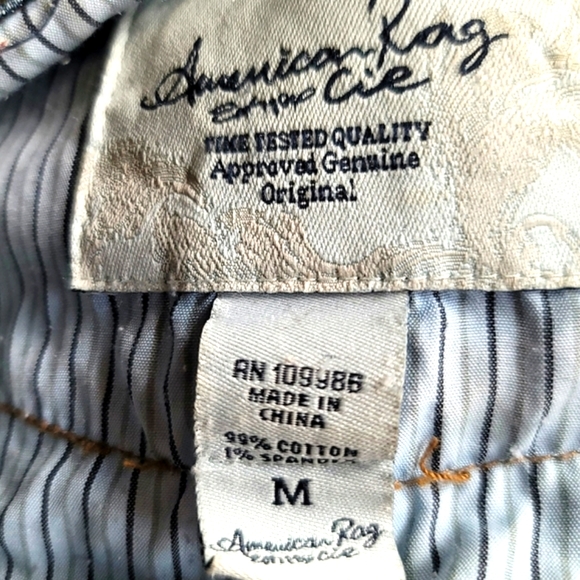 American Rag
Cie
TIME TESTED QUALITY
Approved Genuine
Original
RN 109986
MADE IN
CHINA
99% COTTON
1% SPANDEX
M
American Rag
Cie